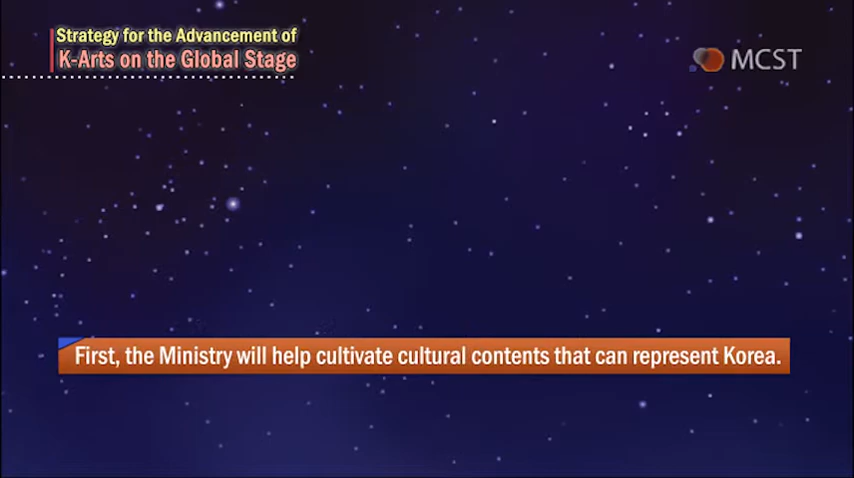 Strategy for the Advancement of
K-Arts on the Global Stage
MCST
First, the Ministry will help cultivate cultural contents that can represent Korea.